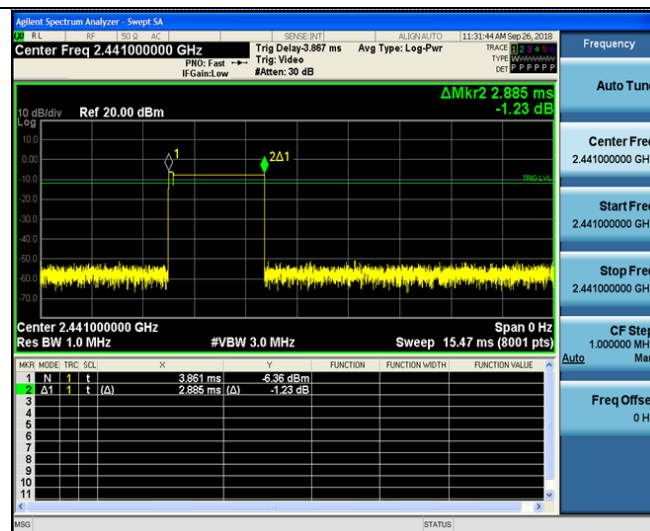 Agilent Spectrum Analyzer - Swept SA
RL RF 50 Ω AC SENSE:INT ALIGN AUTO 11:31:44 AM Sep 26, 2018
Center Freq 2.441000000 GHz
PNO: Fast
IFGain:Low
Trig Delay-3.867 ms
Trig: Video
#Atten: 30 dB
Avg Type: Log-Pwr
TRACE 1 2 3 4 5 6
TYPE WWWWWW
DET P P P P P P
ΔMkr2 2.885 ms
-1.23 dB
10 dB/div Ref 20.00 dBm
Log
10.0
0.00
-10.0
-20.0
-30.0
-40.0
-50.0
-60.0
-70.0
1
2Δ1
TRIG LVL
Center 2.441000000 GHz Span 0 Hz
Res BW 1.0 MHz #VBW 3.0 MHz Sweep 15.47 ms (8001 pts)
MKR MODE TRC SCL X Y FUNCTION FUNCTION WIDTH FUNCTION VALUE
1 N 1 t 3.861 ms -6.36 dBm
2 Δ1 1 t (Δ) 2.885 ms (Δ) -1.23 dB
3
4
5
6
7
8
9
10
11
MSG STATUS
Frequency
Auto Tun
Center Fre
2.441000000 GH
Start Fre
2.441000000 GH
Stop Fre
2.441000000 GH
CF Step
1.000000 MH
Auto Ma
Freq Offse
0 H